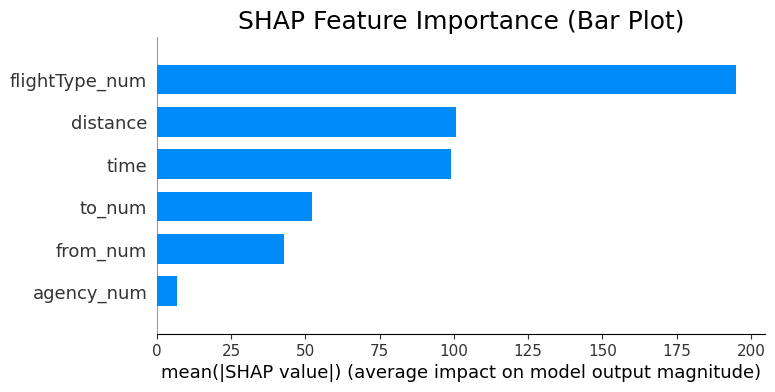 SHAP Feature Importance (Bar Plot)
flightType_num
distance
time
to_num
from_num
agency_num
0 25 50 75 100 125 150 175 200
mean(|SHAP value|) (average impact on model output magnitude)